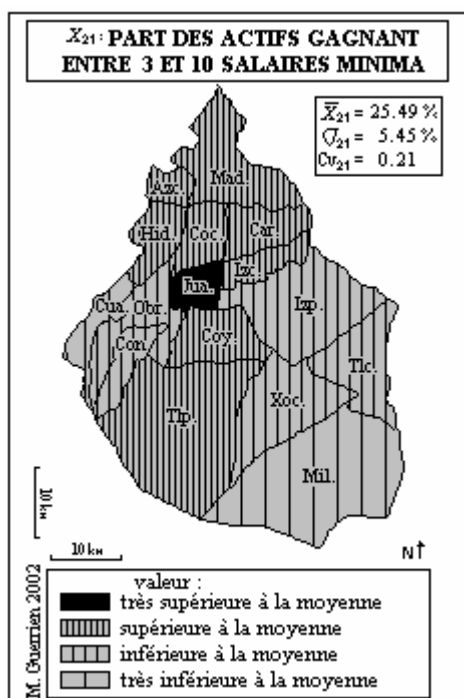 X21: PART DES ACTIFS GAGNANT
ENTRE 3 ET 10 SALAIRES MINIMA
X̄21 = 25.49 %
σ21 = 5.45 %
Cv21 = 0.21
Azc.
Mad.
Hid.
Coc.
Car.
Izc.
Jua.
Cua.
Obr.
Izp.
Con.
Coy.
Tlc.
Tlp.
Xoc.
Mil.
10 km
10 km
N↑
M. Guerrien 2002
valeur :
très supérieure à la moyenne
supérieure à la moyenne
inférieure à la moyenne
très inférieure à la moyenne